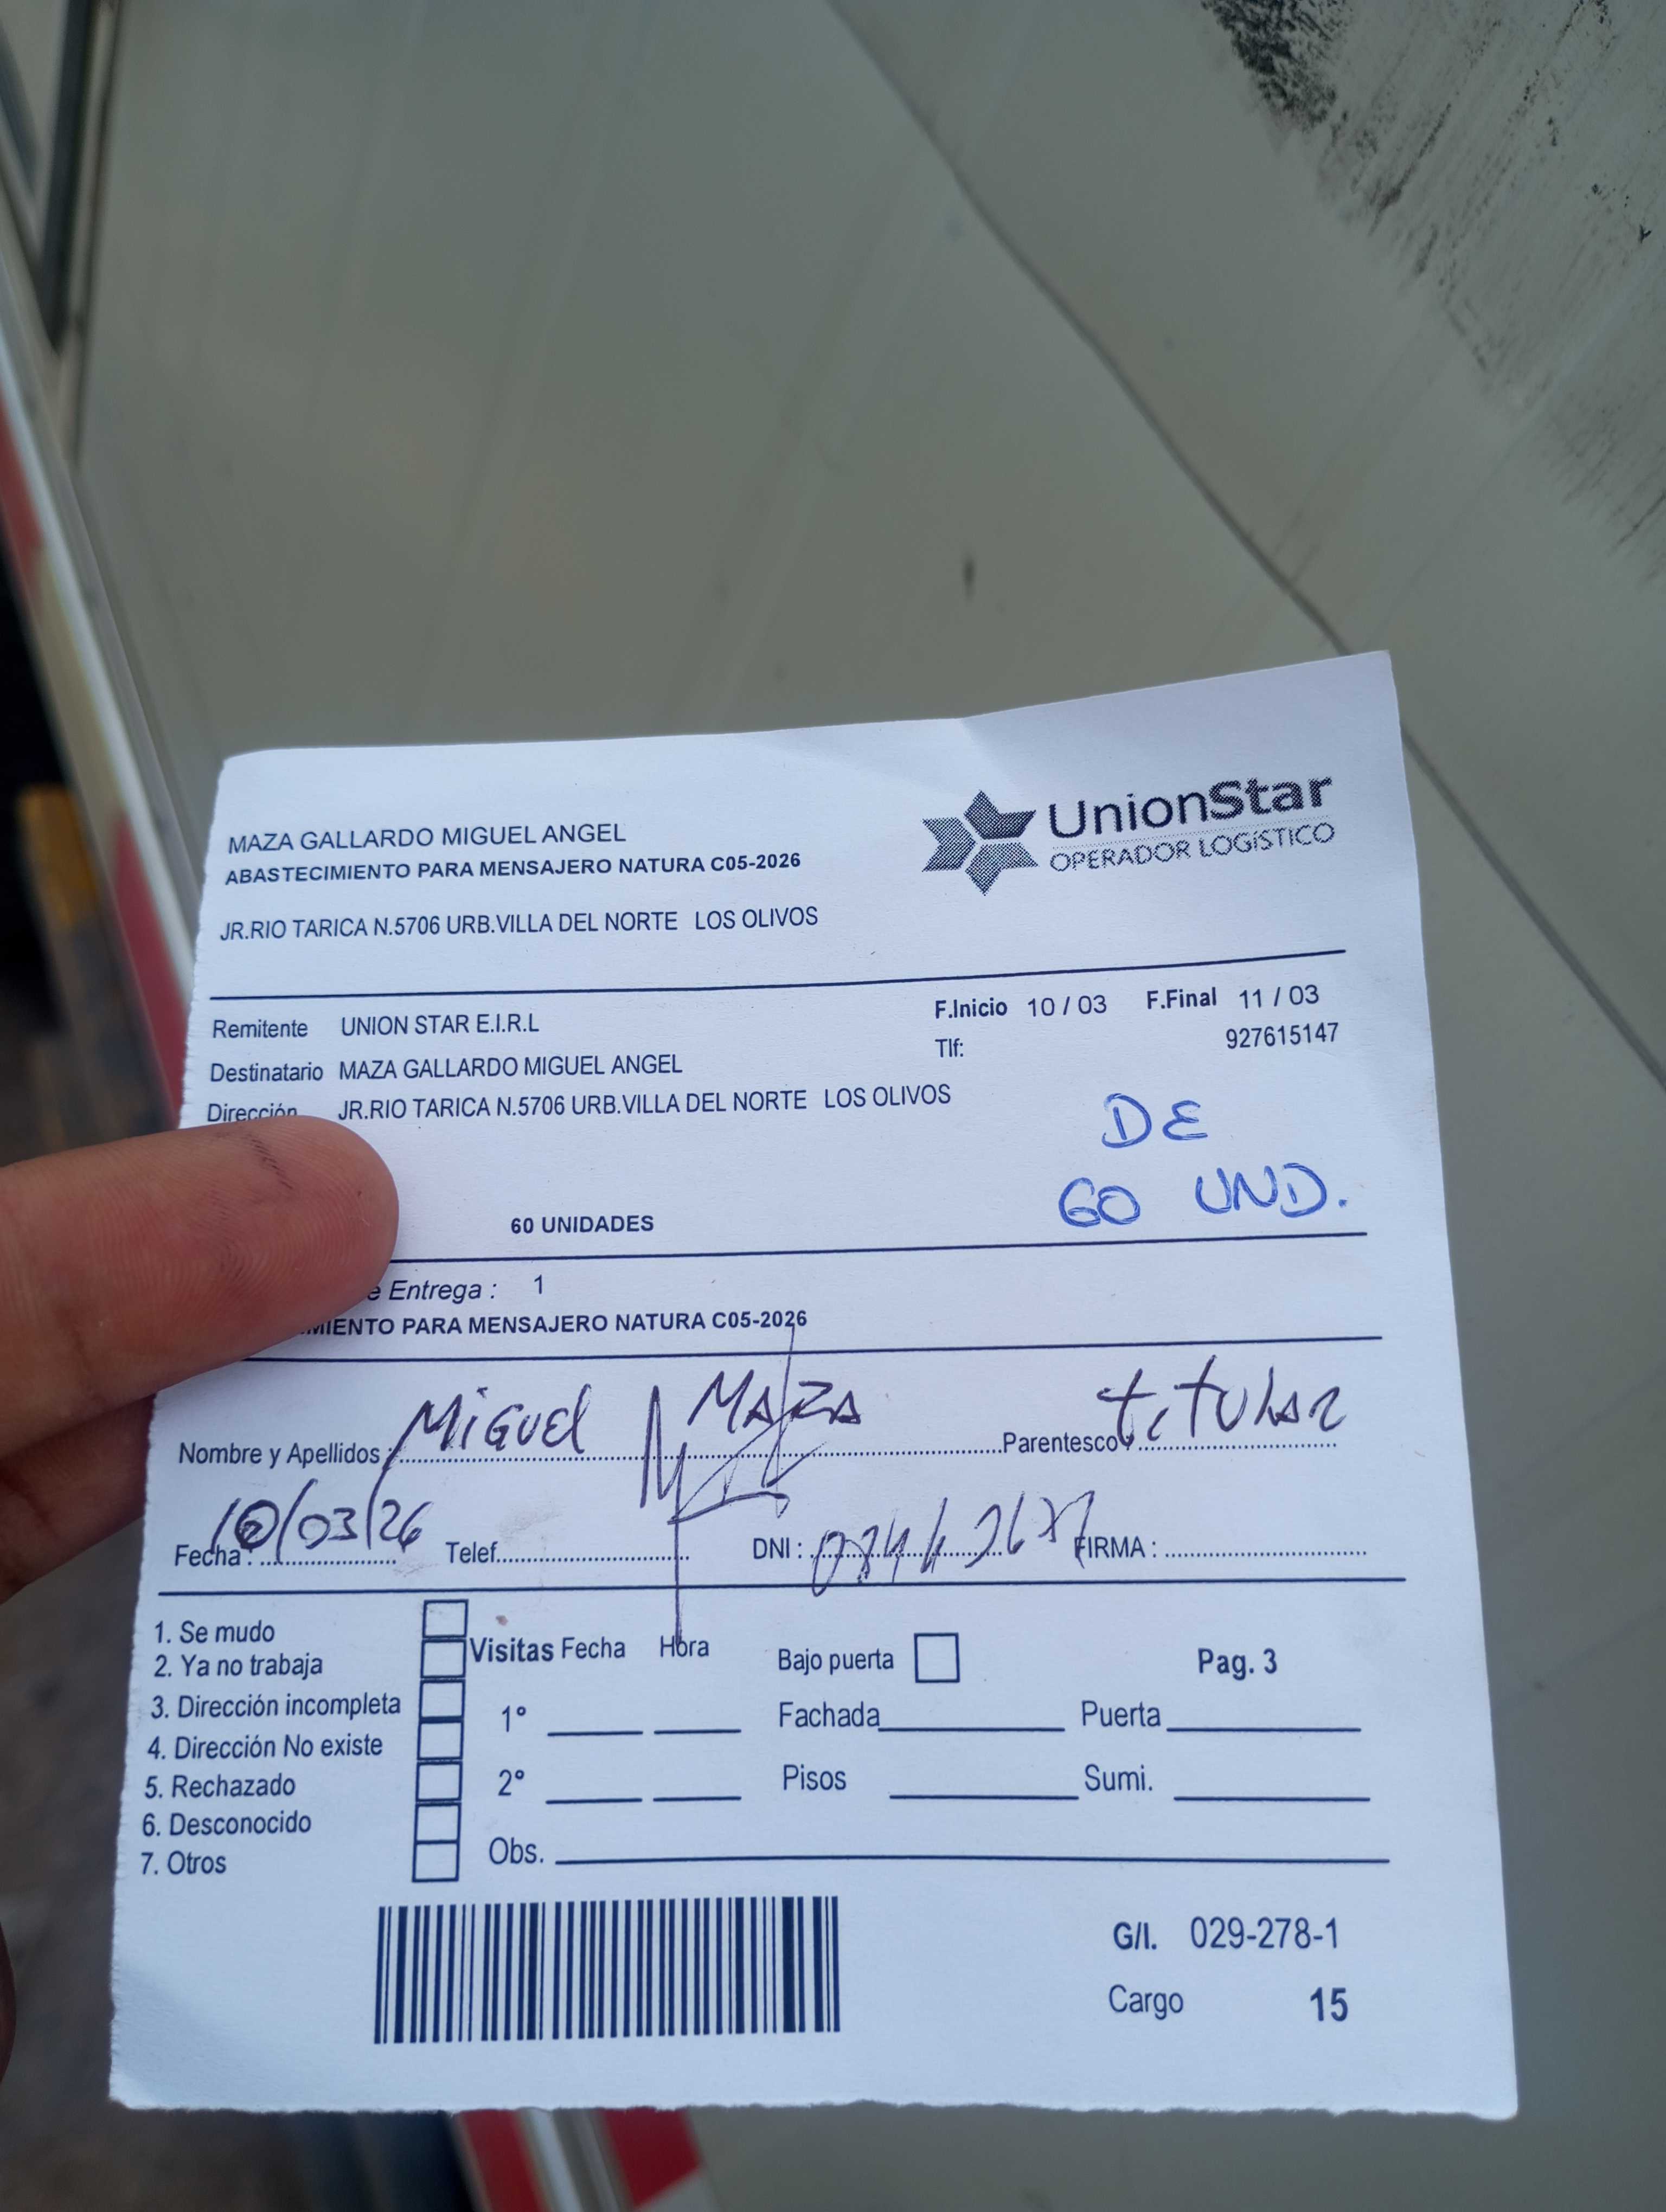 MAZA GALLARDO MIGUEL ANGEL
ABASTECIMIENTO PARA MENSAJERO NATURA C05-2026
JR.RIO TARICA N.5706 URB.VILLA DEL NORTE LOS OLIVOS
UnionStar
OPERADOR LOGÍSTICO
Remitente UNION STAR E.I.R.L
F.Inicio 10 / 03 F.Final 11 / 03
Tlf: 927615147
Destinatario MAZA GALLARDO MIGUEL ANGEL
Dirección JR.RIO TARICA N.5706 URB.VILLA DEL NORTE LOS OLIVOS
DE
60 UND.
60 UNIDADES
e Entrega : 1
MIENTO PARA MENSAJERO NATURA C05-2026
Nombre y Apellidos : Miguel MAZA Parentesco : titular
Fecha : 10/03/26 Telef. DNI : FIRMA :
1. Se mudo
2. Ya no trabaja
3. Dirección incompleta
4. Dirección No existe
5. Rechazado
6. Desconocido
7. Otros
Visitas Fecha Hora
1°
2°
Obs.
Bajo puerta
Pag. 3
Fachada Puerta
Pisos Sumi.
G/I. 029-278-1
Cargo 15